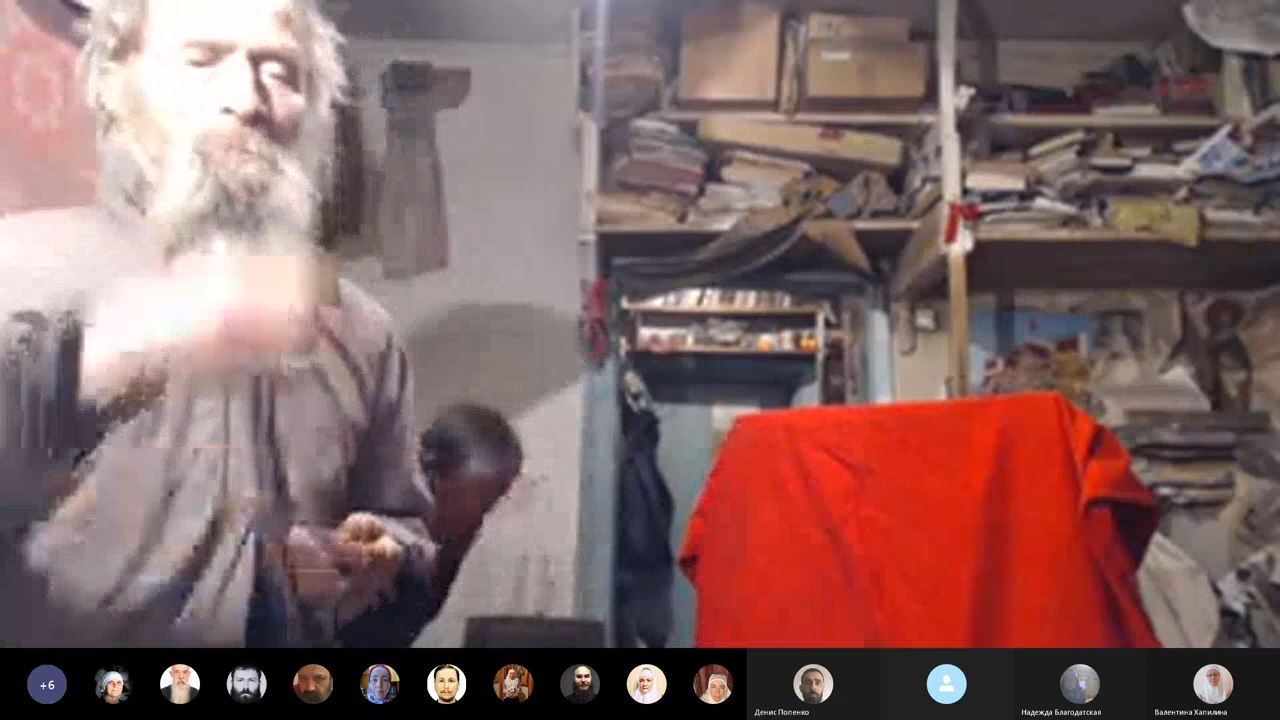 +6
Денис Попенко
Надежда Благодатская
Валентина Хапилина